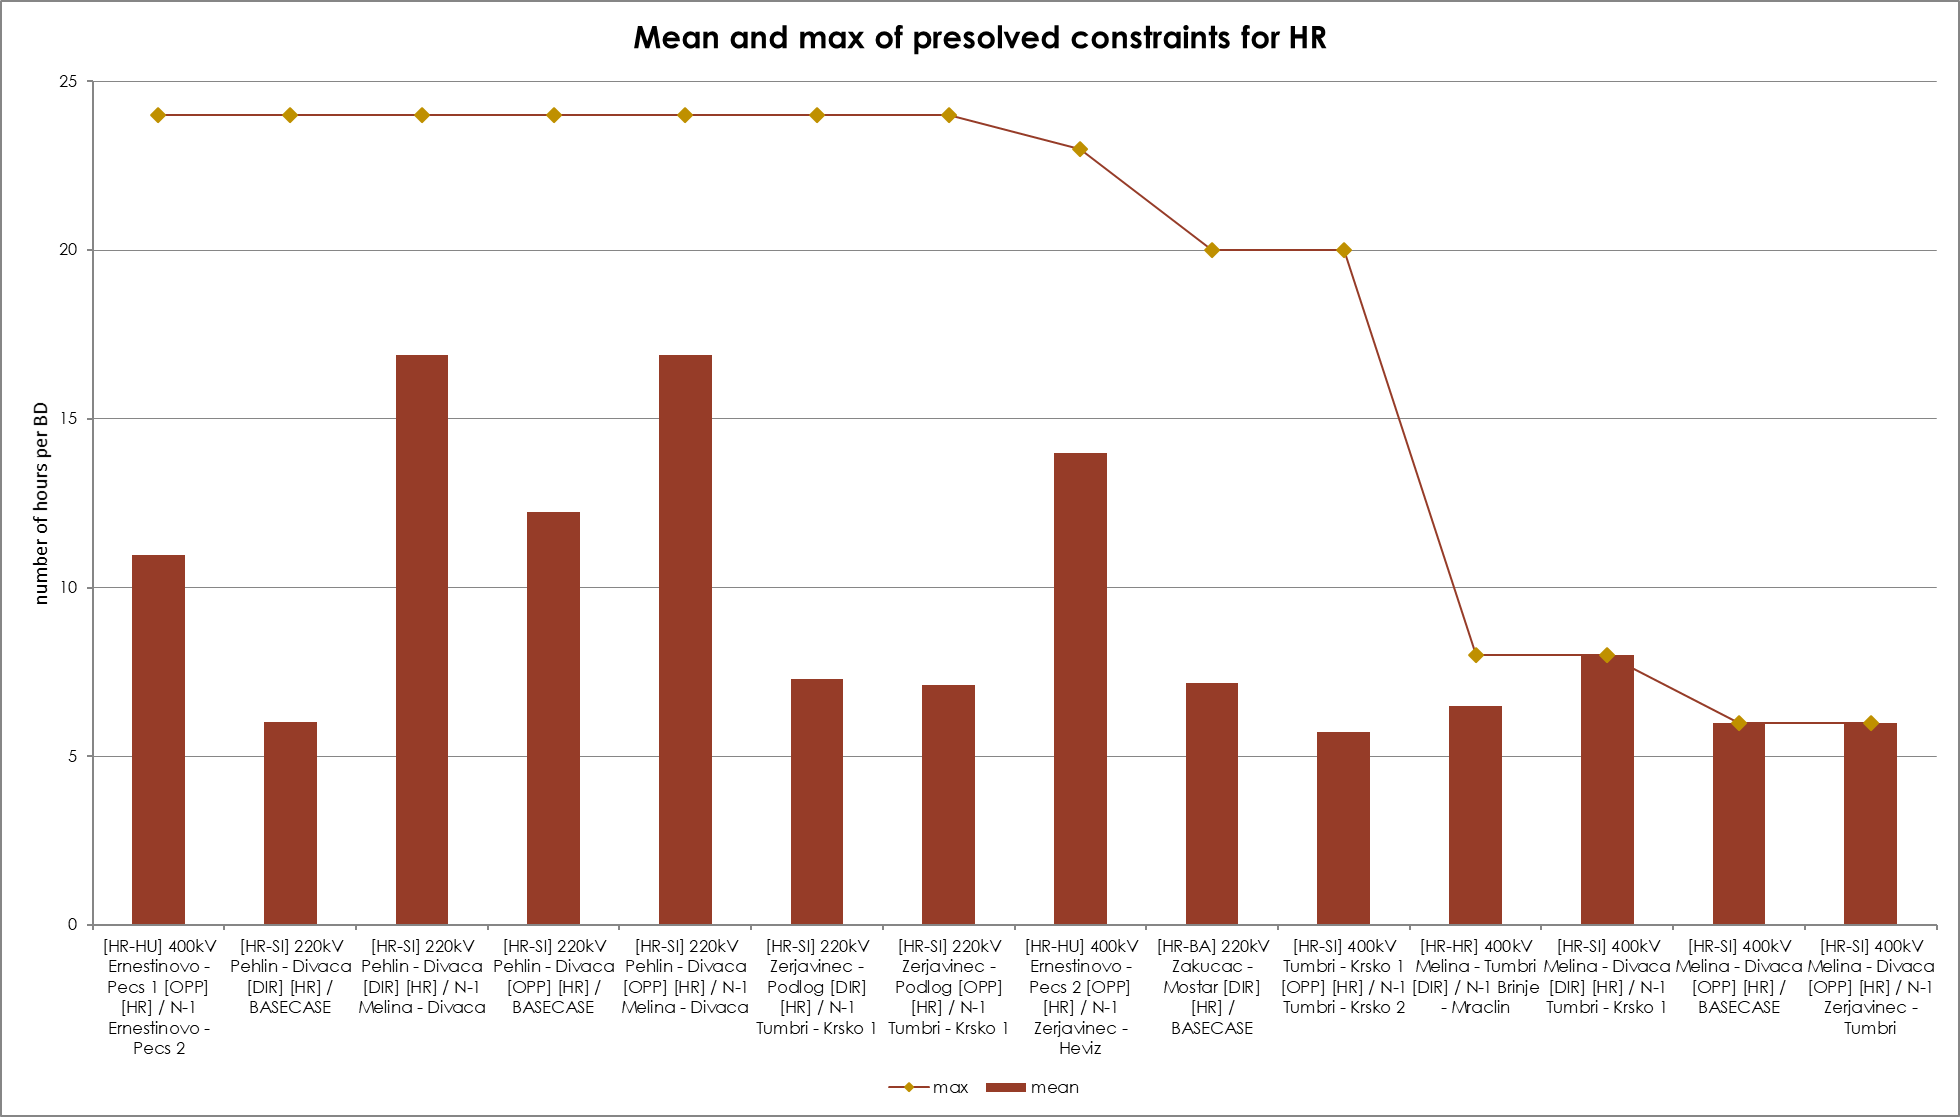 Mean and max of presolved constraints for HR
number of hours per BD
25
20
15
10
5
0
[HR-HU] 400kV
Ernestinovo -
Pecs 1 [OPP]
[HR] / N-1
Ernestinovo -
Pecs 2
[HR-SI] 220kV
Pehlin - Divaca
[DIR] [HR] /
BASECASE
[HR-SI] 220kV
Pehlin - Divaca
[DIR] [HR] / N-1
Melina - Divaca
[HR-SI] 220kV
Pehlin - Divaca
[OPP] [HR] /
BASECASE
[HR-SI] 220kV
Pehlin - Divaca
[OPP] [HR] / N-1
Melina - Divaca
[HR-SI] 220kV
Zerjavinec -
Podlog [DIR]
[HR] / N-1
Tumbri - Krsko 1
[HR-SI] 220kV
Zerjavinec -
Podlog [OPP]
[HR] / N-1
Tumbri - Krsko 1
[HR-HU] 400kV
Ernestinovo -
Pecs 2 [OPP]
[HR] / N-1
Zerjavinec -
Heviz
[HR-BA] 220kV
Zakucac -
Mostar [DIR]
[HR] /
BASECASE
[HR-SI] 400kV
Tumbri - Krsko 1
[OPP] [HR] / N-1
Tumbri - Krsko 2
[HR-HR] 400kV
Melina - Tumbri
[DIR] / N-1 Brinje
- Mraclin
[HR-SI] 400kV
Melina - Divaca
[DIR] [HR] / N-1
Tumbri - Krsko 1
[HR-SI] 400kV
Melina - Divaca
[OPP] [HR] /
BASECASE
[HR-SI] 400kV
Melina - Divaca
[OPP] [HR] / N-1
Zerjavinec -
Tumbri
max
mean